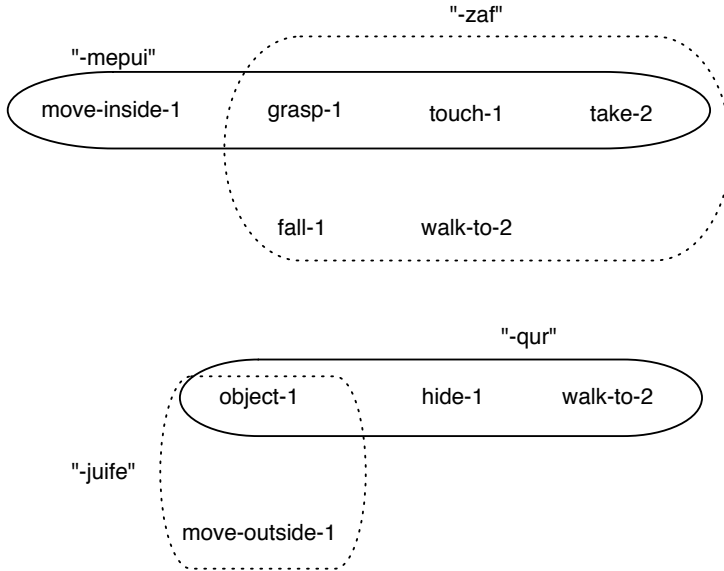 "-zaf"
"-mepui"
move-inside-1 grasp-1 touch-1 take-2
fall-1 walk-to-2
"-qur"
object-1 hide-1 walk-to-2
"-juife"
move-outside-1